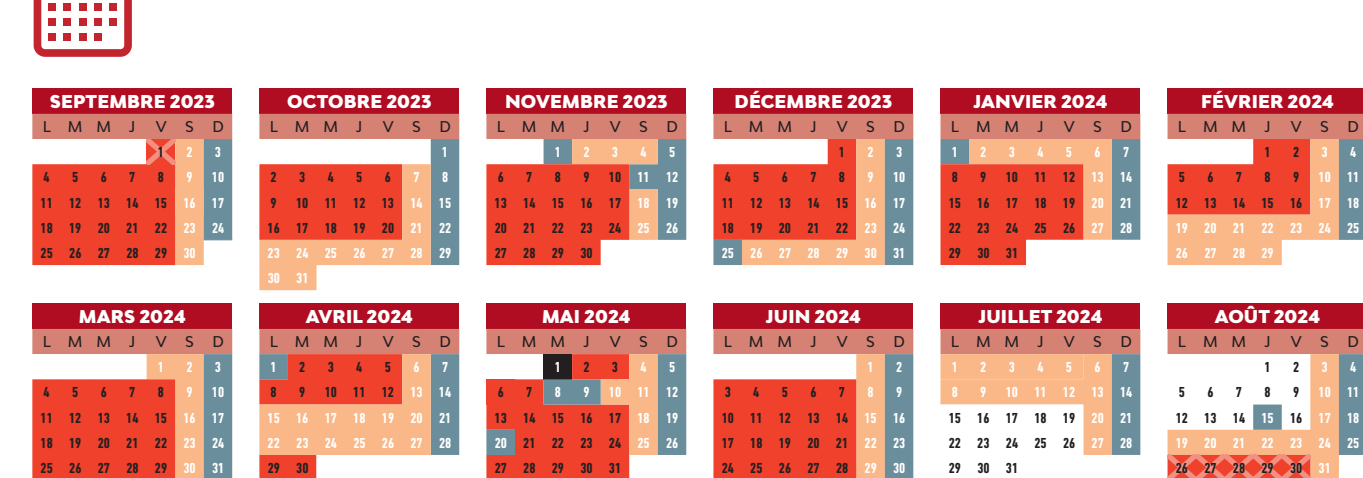 SEPTEMBRE 2023
L M M J V S D
1 2 3
4 5 6 7 8 9 10
11 12 13 14 15 16 17
18 19 20 21 22 23 24
25 26 27 28 29 30
OCTOBRE 2023
L M M J V S D
1
2 3 4 5 6 7 8
9 10 11 12 13 14 15
16 17 18 19 20 21 22
23 24 25 26 27 28 29
30 31
NOVEMBRE 2023
L M M J V S D
1 2 3 4 5
6 7 8 9 10 11 12
13 14 15 16 17 18 19
20 21 22 23 24 25 26
27 28 29 30
DÉCEMBRE 2023
L M M J V S D
1 2 3
4 5 6 7 8 9 10
11 12 13 14 15 16 17
18 19 20 21 22 23 24
25 26 27 28 29 30 31
JANVIER 2024
L M M J V S D
1 2 3 4 5 6 7
8 9 10 11 12 13 14
15 16 17 18 19 20 21
22 23 24 25 26 27 28
29 30 31
FÉVRIER 2024
L M M J V S D
1 2 3 4
5 6 7 8 9 10 11
12 13 14 15 16 17 18
19 20 21 22 23 24 25
26 27 28 29
MARS 2024
L M M J V S D
1 2 3
4 5 6 7 8 9 10
11 12 13 14 15 16 17
18 19 20 21 22 23 24
25 26 27 28 29 30 31
AVRIL 2024
L M M J V S D
1 2 3 4 5 6 7
8 9 10 11 12 13 14
15 16 17 18 19 20 21
22 23 24 25 26 27 28
29 30
MAI 2024
L M M J V S D
1 2 3 4 5
6 7 8 9 10 11 12
13 14 15 16 17 18 19
20 21 22 23 24 25 26
27 28 29 30 31
JUIN 2024
L M M J V S D
1 2
3 4 5 6 7 8 9
10 11 12 13 14 15 16
17 18 19 20 21 22 23
24 25 26 27 28 29 30
JUILLET 2024
L M M J V S D
1 2 3 4 5 6 7
8 9 10 11 12 13 14
15 16 17 18 19 20 21
22 23 24 25 26 27 28
29 30 31
AOÛT 2024
L M M J V S D
1 2 3 4
5 6 7 8 9 10 11
12 13 14 15 16 17 18
19 20 21 22 23 24 25
26 27 28 29 30 31